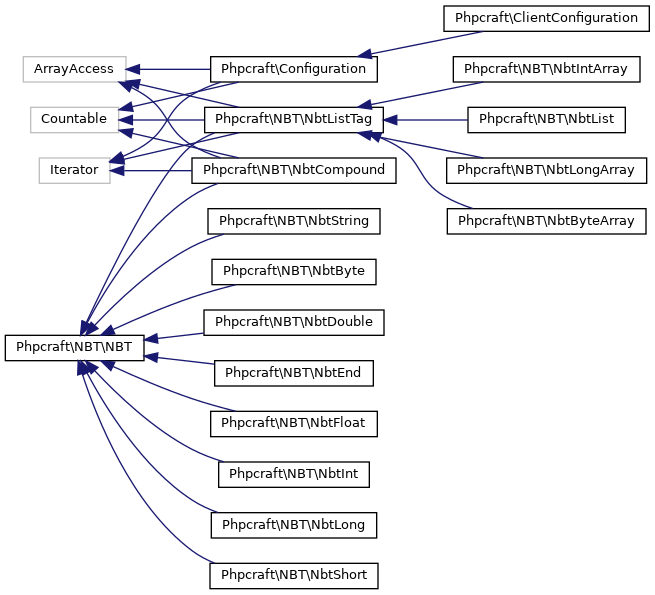 Phpcraft\ClientConfiguration
ArrayAccess
Phpcraft\Configuration
Phpcraft\NBT\NbtIntArray
Countable
Phpcraft\NBT\NbtListTag
Phpcraft\NBT\NbtList
Iterator
Phpcraft\NBT\NbtCompound
Phpcraft\NBT\NbtLongArray
Phpcraft\NBT\NbtString
Phpcraft\NBT\NbtByteArray
Phpcraft\NBT\NbtByte
Phpcraft\NBT\NbtDouble
Phpcraft\NBT\NBT
Phpcraft\NBT\NbtEnd
Phpcraft\NBT\NbtFloat
Phpcraft\NBT\NbtInt
Phpcraft\NBT\NbtLong
Phpcraft\NBT\NbtShort